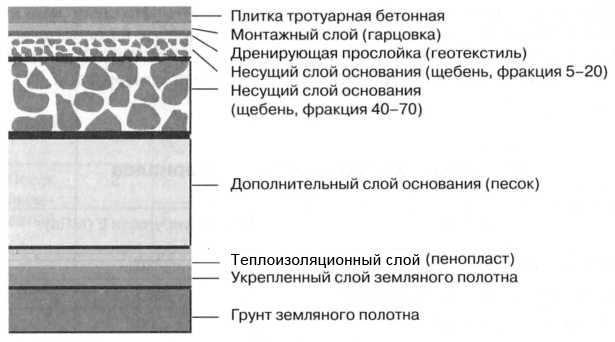 Плитка тротуарная бетонная
Монтажный слой (гарцовка)
Дренирующая прослойка (геотекстиль)
Несущий слой основания (щебень, фракция 5–20)
Несущий слой основания
(щебень, фракция 40–70)
Дополнительный слой основания (песок)
Теплоизоляционный слой (пенопласт)
Укрепленный слой земляного полотна
Грунт земляного полотна